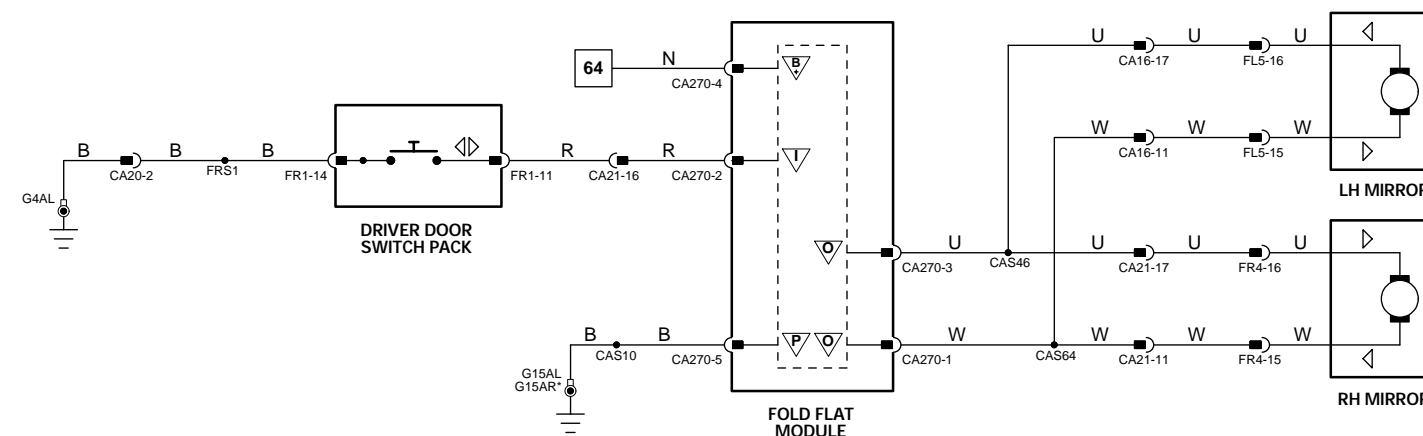 U U U
CA16-17 FL5-16
64 N B+
CA270-4
W W W
CA16-11 FL5-15
B B B R R I
CA20-2 FRS1 FR1-14 FR1-11 CA21-16 CA270-2
LH MIRROR
G4AL
DRIVER DOOR
SWITCH PACK
O U U U U
CA270-3 CAS46 CA21-17 FR4-16
B B P O W W W W
CAS10 CA270-5 CA270-1 CAS64 CA21-11 FR4-15
G15AL
G15AR*
RH MIRROR
FOLD FLAT
MODULE